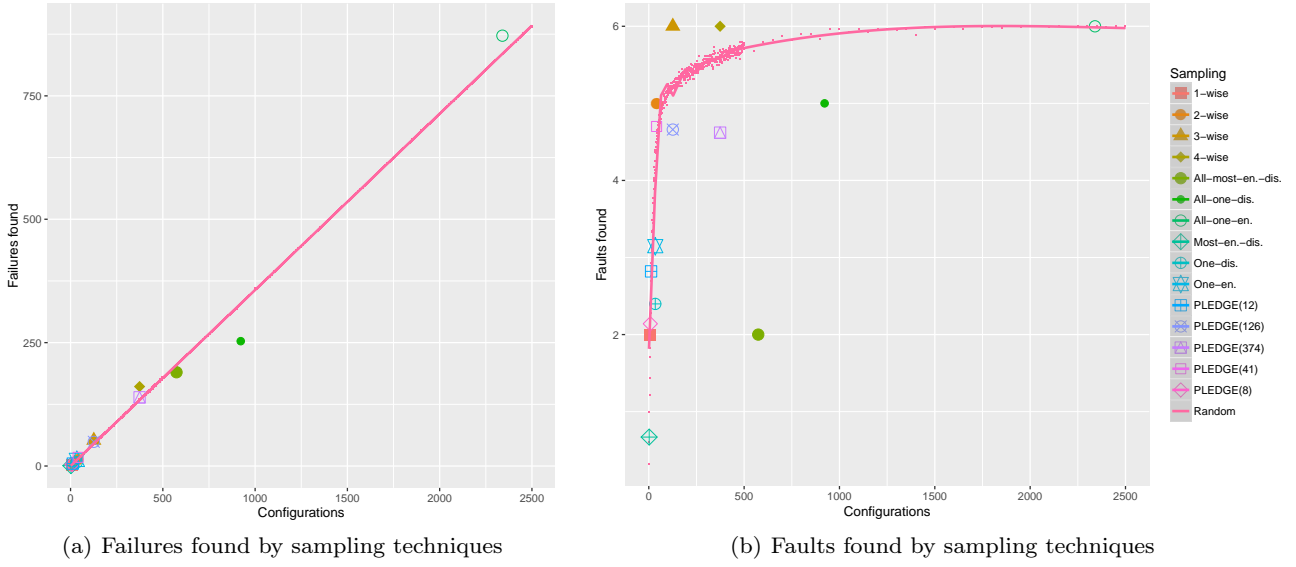 750
500
250
0
Failures found
0
500
1000
1500
2000
2500
Configurations
(a) Failures found by sampling techniques
6
4
2
Faults found
0
500
1000
1500
2000
2500
Configurations
(b) Faults found by sampling techniques
Sampling
1−wise
2−wise
3−wise
4−wise
All−most−en.−dis.
All−one−dis.
All−one−en.
Most−en.−dis.
One−dis.
One−en.
PLEDGE(12)
PLEDGE(126)
PLEDGE(374)
PLEDGE(41)
PLEDGE(8)
Random